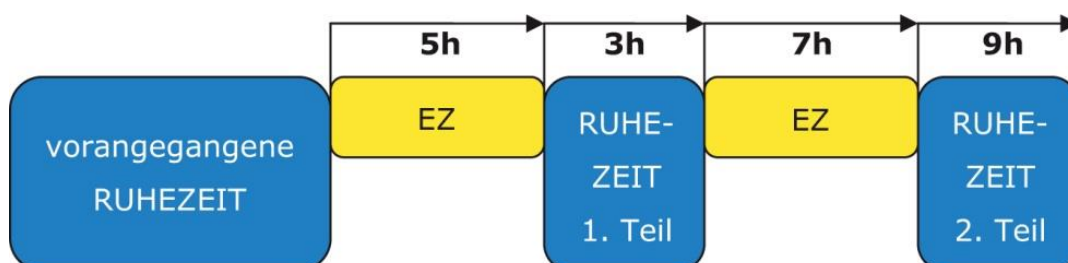 5h 3h 7h 9h
vorangegangene
RUHEZEIT
EZ
RUHE-
ZEIT
1. Teil
EZ
RUHE-
ZEIT
2. Teil